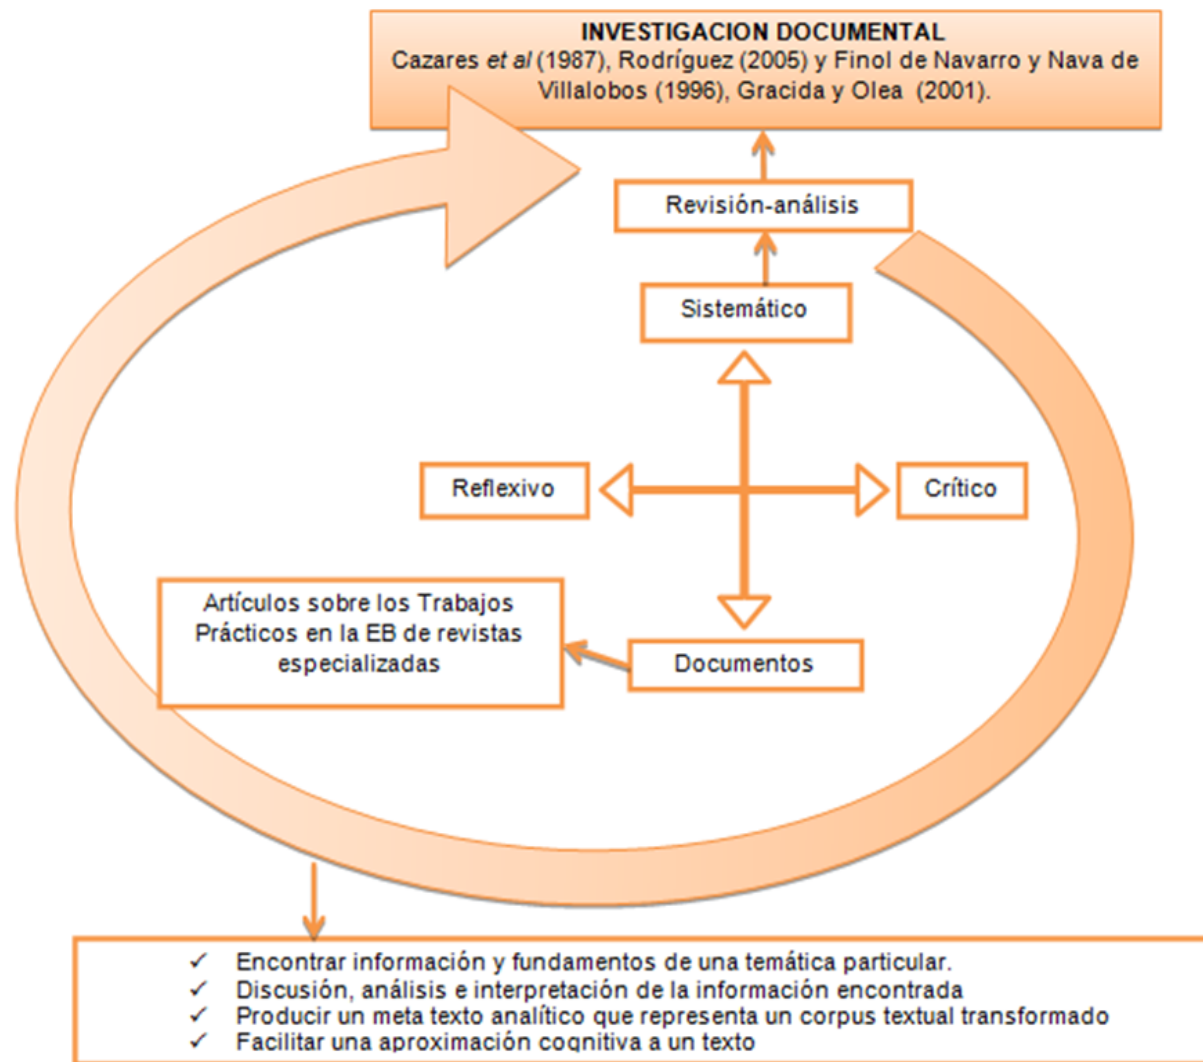 INVESTIGACION DOCUMENTAL
Cazares et al (1987), Rodríguez (2005) y Finol de Navarro y Nava de
Villalobos (1996), Gracida y Olea (2001).
Revisión-análisis
Sistemático
Reflexivo
Crítico
Artículos sobre los Trabajos
Prácticos en la EB de revistas
especializadas
Documentos
✓ Encontrar información y fundamentos de una temática particular.
✓ Discusión, análisis e interpretación de la información encontrada
✓ Producir un meta texto analítico que representa un corpus textual transformado
✓ Facilitar una aproximación cognitiva a un texto